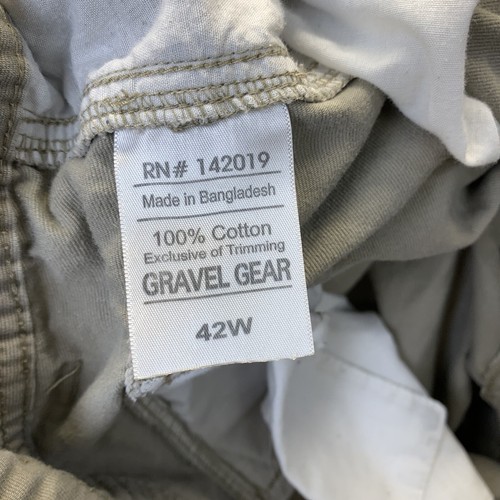 RN# 142019
Made in Bangladesh
100% Cotton
Exclusive of Trimming
GRAVEL GEAR
42W